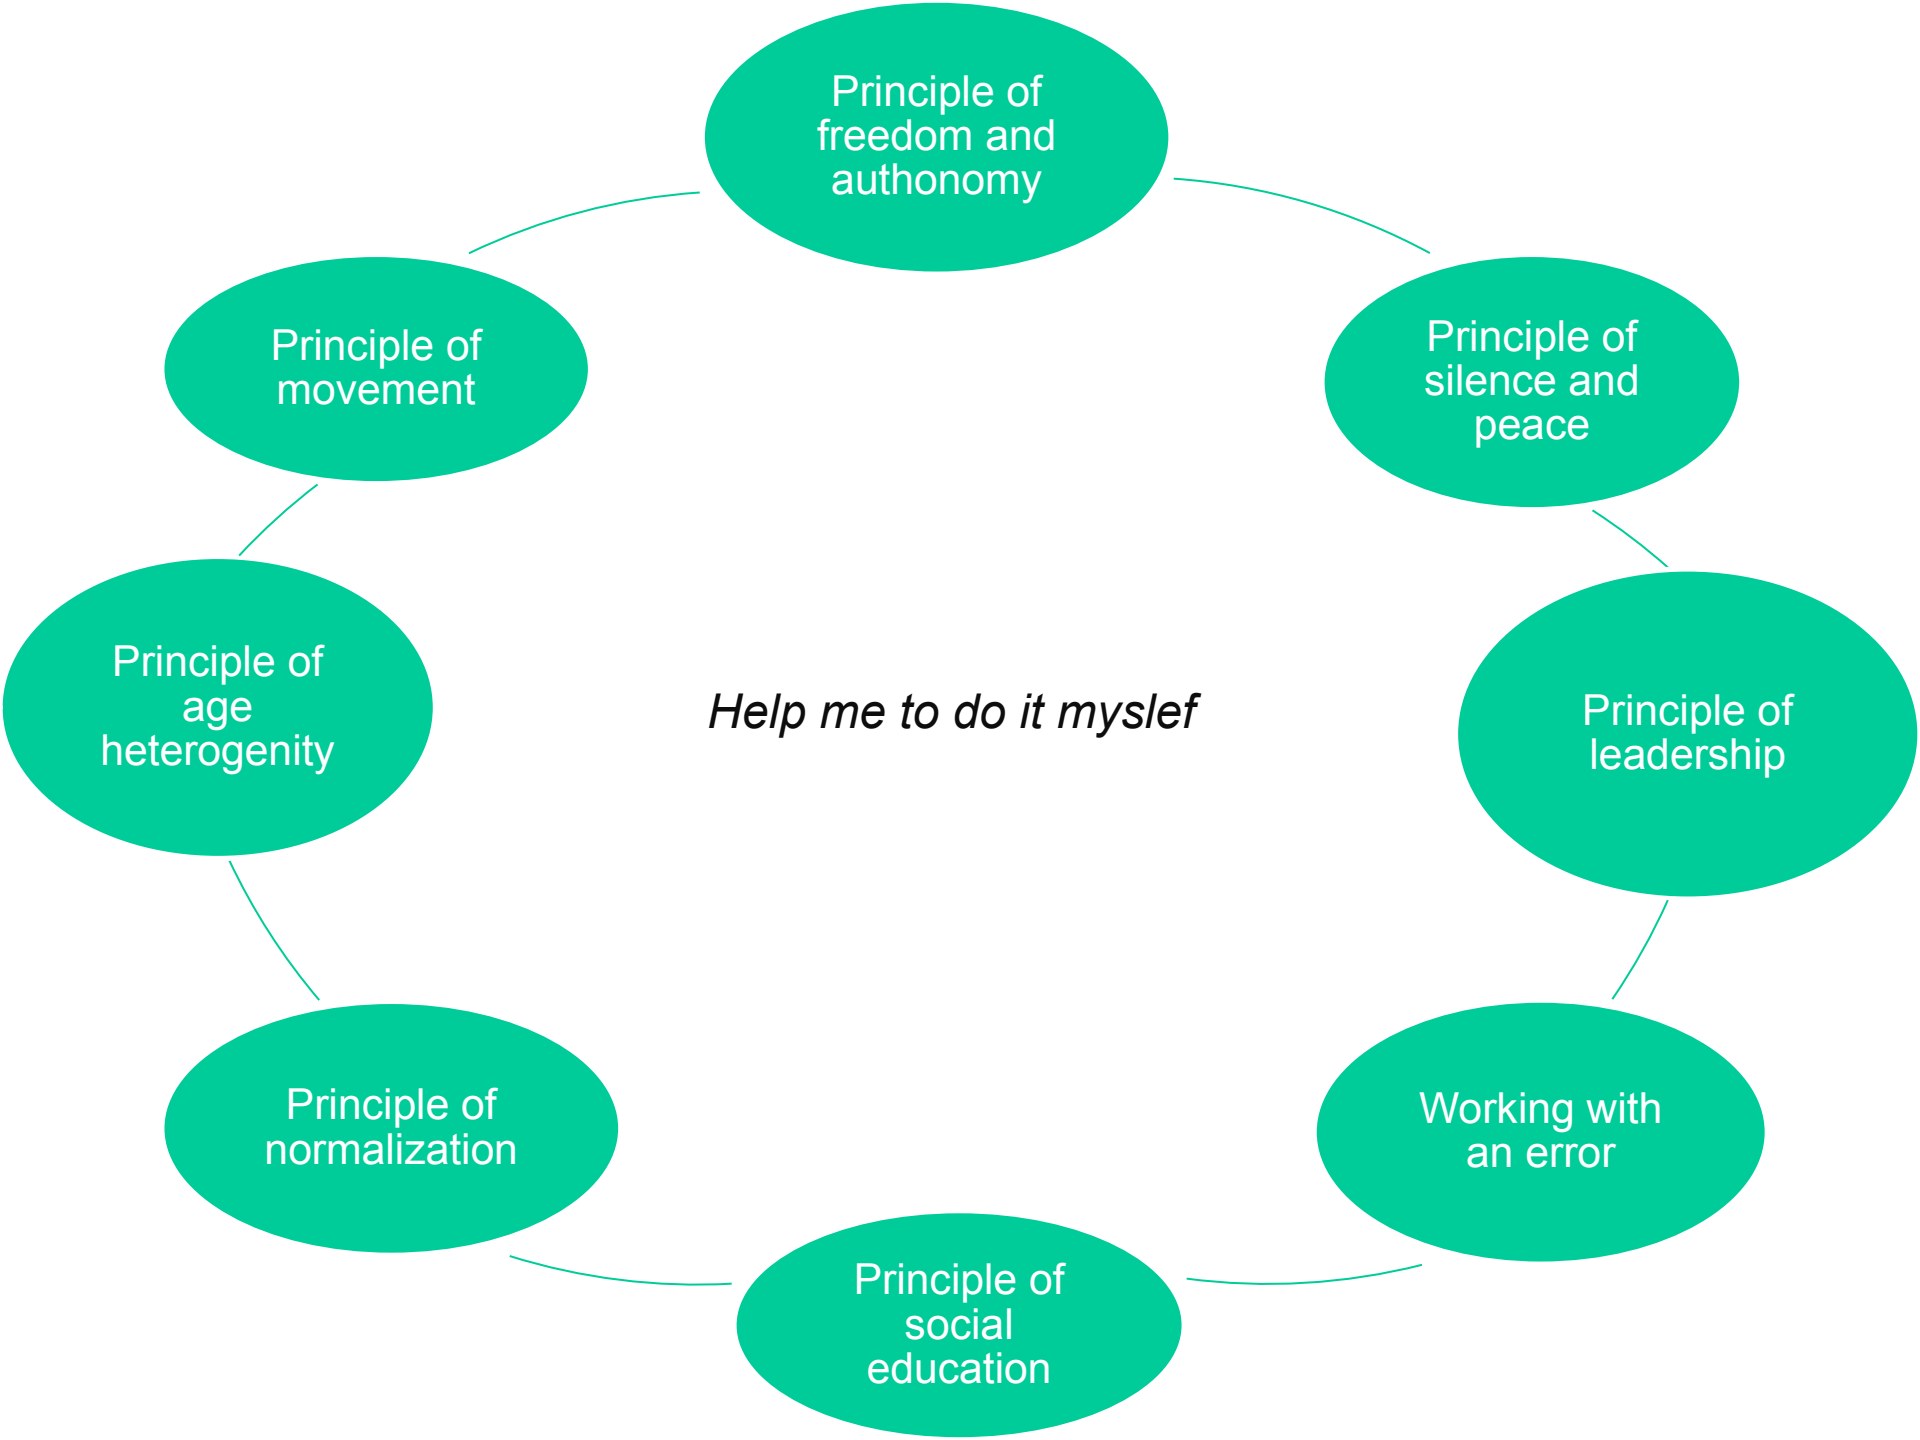 Principle of
freedom and
authonomy
Principle of
silence and
peace
Principle of
leadership
Working with
an error
Principle of
social
education
Principle of
normalization
Principle of
age
heterogenity
Principle of
movement
Help me to do it myslef